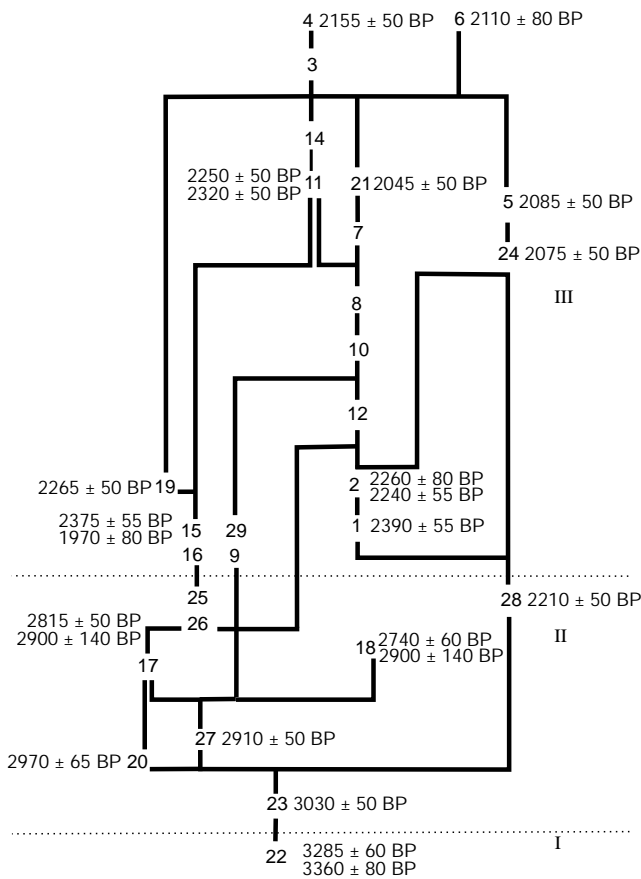 4 2155 ± 50 BP
6 2110 ± 80 BP
3
14
2250 ± 50 BP
2320 ± 50 BP
11
21 2045 ± 50 BP
5 2085 ± 50 BP
7
24 2075 ± 50 BP
III
8
10
12
2265 ± 50 BP 19
2
2260 ± 80 BP
2240 ± 55 BP
2375 ± 55 BP
1970 ± 80 BP
15
29
1 2390 ± 55 BP
16
9
25
28 2210 ± 50 BP
2815 ± 50 BP
2900 ± 140 BP
26
II
17
18
2740 ± 60 BP
2900 ± 140 BP
27 2910 ± 50 BP
2970 ± 65 BP 20
23 3030 ± 50 BP
I
22
3285 ± 60 BP
3360 ± 80 BP